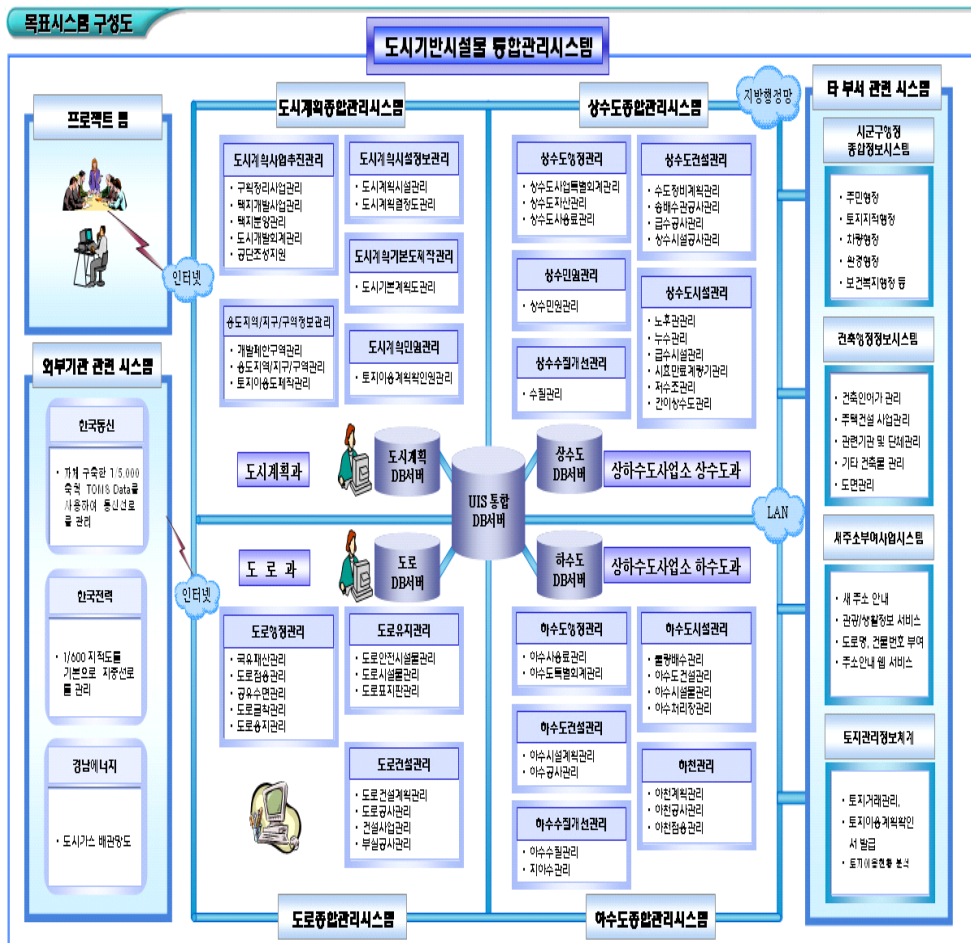 목표시스템 구성도
도시기반시설물 통합관리시스템
프로젝트 팀
인터넷
외부기관 관련 시스템
한국통신
• 자체 구축한 1/5,000
축척 TOMS Data를
사용하여 통신선로
를 관리
한국전력
1/600 지적도를
기본으로 지중선로
를 관리
경남에너지
• 도시가스 배관망도
인터넷
도시계획종합관리시스템
도시계획사업추진관리
• 구획정리사업관리
• 택지개발사업관리
• 택지분양관리
• 도시개발회계관리
• 공단조성지원
도시계획시설정보관리
• 도시계획시설관리
• 도시계획결정도관리
도시계획기본도제작관리
• 도시기본계획도관리
용도지역/지구/구역정보관리
• 개발제한구역관리
• 용도지역/지구/구역관리
• 토지이용도제작관리
도시계획민원관리
• 토지이용계획확인원관리
도시계획과
도시계획
DB서버
상수도종합관리시스템
지방행정망
상수도행정관리
• 상수도사업특별회계관리
• 상수도자산관리
• 상수도사용료관리
상수도건설관리
• 수도정비계획관리
• 송배수관공사관리
• 급수공사관리
• 상수시설공사관리
상수민원관리
• 상수민원관리
상수도시설관리
• 노후관관리
• 누수관리
• 급수시설관리
• 시효만료계량기관리
• 저수조관리
• 간이상수도관리
상수수질개선관리
• 수질관리
상수도
DB서버
상하수도사업소 상수도과
UIS 통합
DB서버
도 로 과
도로
DB서버
하수도
DB서버
상하수도사업소 하수도과
LAN
도로행정관리
• 국유재산관리
• 도로점용관리
• 공유수면관리
• 도로굴착관리
• 도로용지관리
도로유지관리
• 도로안전시설물관리
• 도로시설물관리
• 도로표지판관리
도로건설관리
• 도로건설계획관리
• 도로공사관리
• 건설사업관리
• 부실공사관리
도로종합관리시스템
하수도행정관리
• 하수사용료관리
• 하수도특별회계관리
하수도시설관리
• 불량배수관리
• 하수도건설관리
• 하수시설물관리
• 하수처리장관리
하수도건설관리
• 하수시설계획관리
• 하수공사관리
하천관리
• 하천계획관리
• 하천공사관리
• 하천점용관리
하수수질개선관리
• 하수수질관리
• 지하수관리
하수도종합관리시스템
타 부서 관련 시스템
시군구행정
종합정보시스템
• 주민행정
• 토지지적행정
• 차량행정
• 환경행정
• 보건복지행정 등
건축행정정보시스템
• 건축인허가 관리
• 주택건설 사업관리
• 관련기관 및 단체관리
• 기타 건축물 관리
• 도면관리
새주소부여사업시스템
• 새 주소 안내
• 관광/생활정보 서비스
• 도로명, 건물번호 부여
• 주소안내 웹 서비스
토지관리정보체계
• 토지거래관리,
• 토지이용계획확인
서 발급
• 토지이용현황 분석